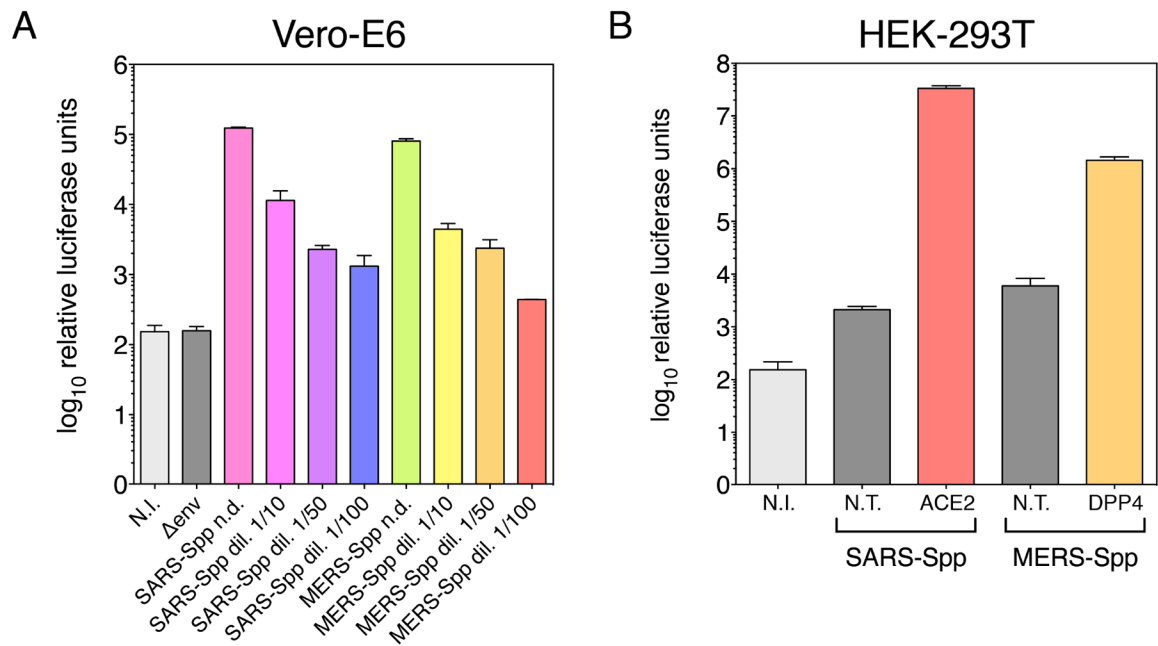 A
Vero-E6
log10 relative luciferase units
6
5
4
3
2
1
0
N.I.
Δenv
SARS-Spp n.d.
SARS-Spp dil. 1/10
SARS-Spp dil. 1/50
SARS-Spp dil. 1/100
MERS-Spp n.d.
MERS-Spp dil. 1/10
MERS-Spp dil. 1/50
MERS-Spp dil. 1/100
B
HEK-293T
log10 relative luciferase units
8
7
6
5
4
3
2
1
0
N.I.
N.T.
ACE2
N.T.
DPP4
SARS-Spp
MERS-Spp